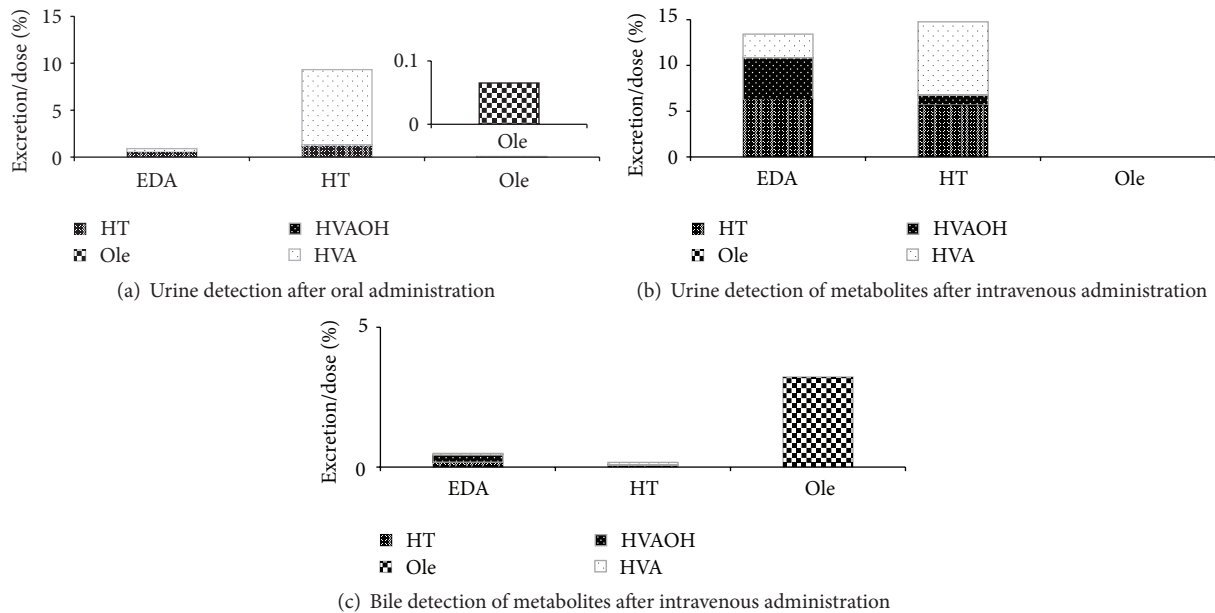 Excretion/dose (%)
15
10
5
0
EDA
HT
Ole
0.1
0
Ole
HT
HVAOH
Ole
HVA
(a) Urine detection after oral administration
Excretion/dose (%)
15
10
5
0
EDA
HT
Ole
HT
HVAOH
Ole
HVA
(b) Urine detection of metabolites after intravenous administration
Excretion/dose (%)
5
0
EDA
HT
Ole
HT
HVAOH
Ole
HVA
(c) Bile detection of metabolites after intravenous administration